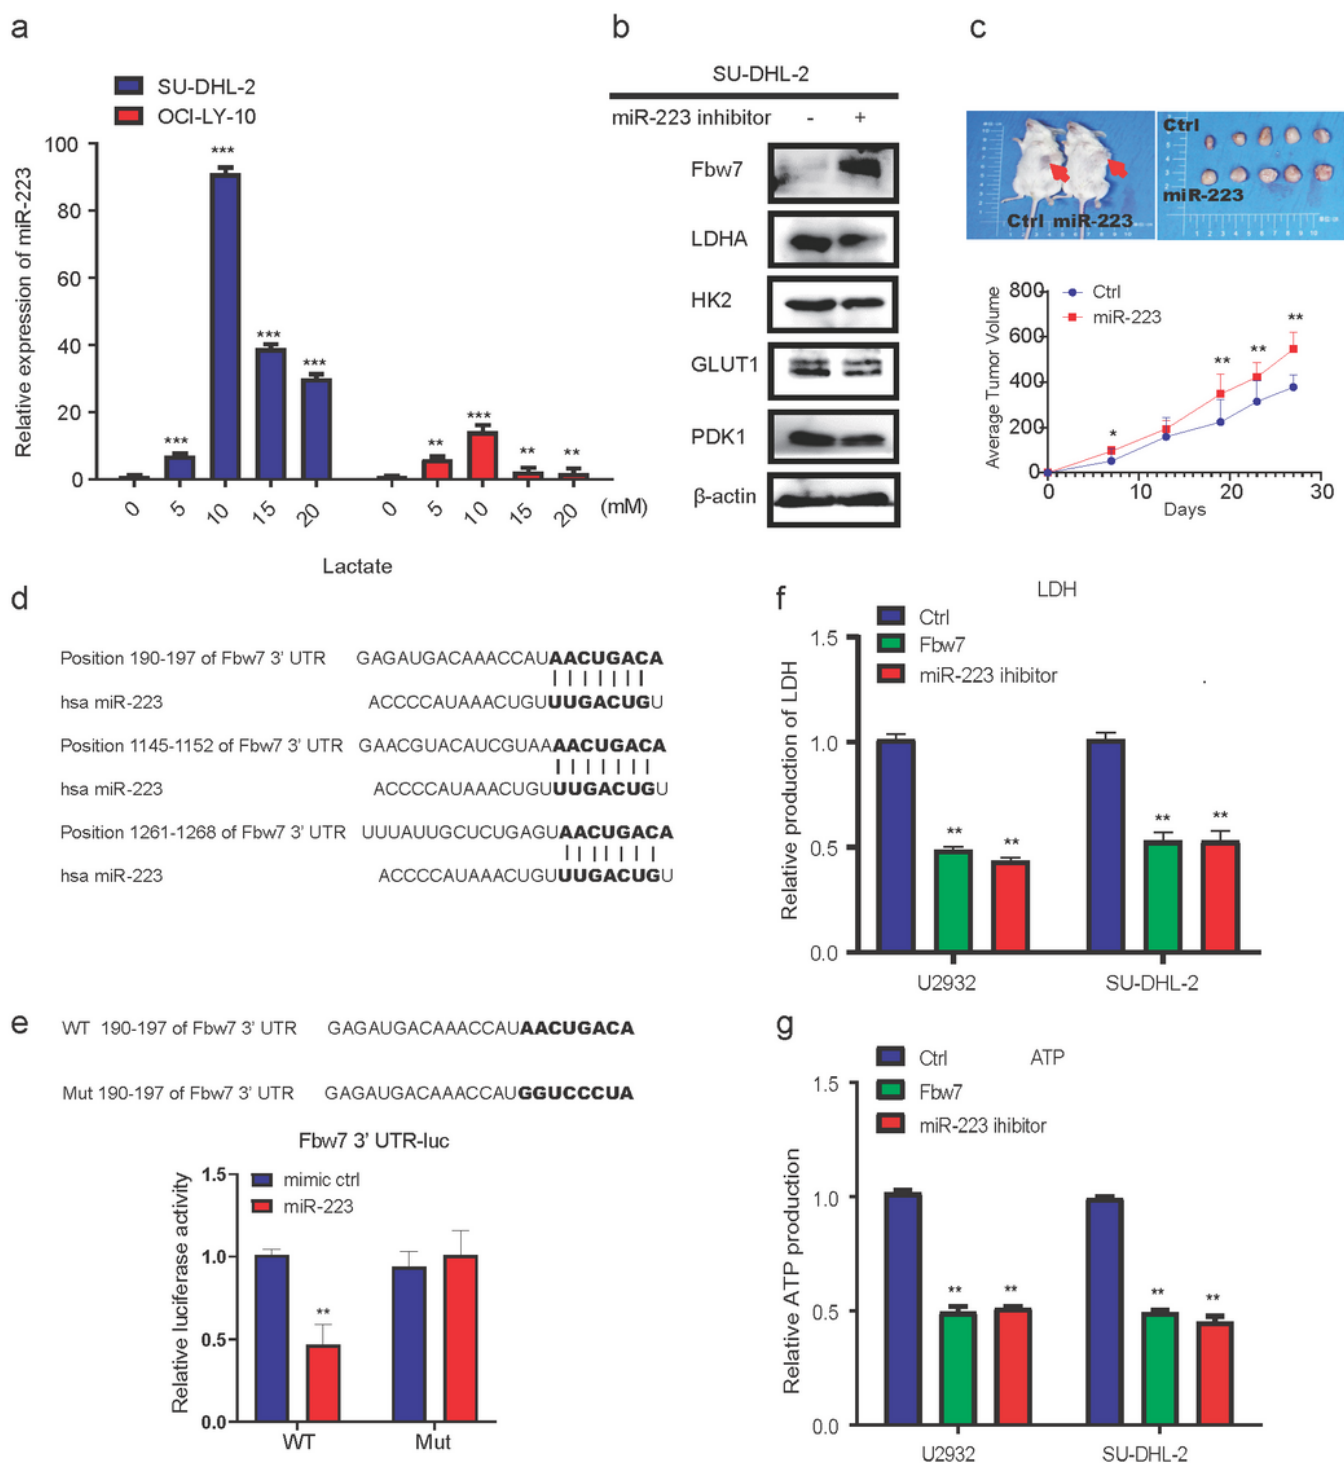 a
SU-DHL-2
OCI-LY-10
Relative expression of miR-223
100
80
60
40
20
0
***
***
***
***
**
***
**
**
0 5 10 15 20 0 5 10 15 20 (mM)
Lactate
b
SU-DHL-2
miR-223 inhibitor - +
Fbw7
LDHA
HK2
GLUT1
PDK1
β-actin
c
Ctrl miR-223
Ctrl
miR-223
Average Tumor Volume
800
600
400
200
0
Ctrl
miR-223
*
**
**
**
0 10 20 30
Days
d
Position 190-197 of Fbw7 3' UTR GAGAUGACAAACCAUAACUGACA
hsa miR-223 ACCCCAUAAACUGUUUGACUGU
Position 1145-1152 of Fbw7 3' UTR GAACGUACAUCGUAAAACUGACA
hsa miR-223 ACCCCAUAAACUGUUUGACUGU
Position 1261-1268 of Fbw7 3' UTR UUUAUUGCUCUGAGUAACUGACA
hsa miR-223 ACCCCAUAAACUGUUUGACUGU
e
WT 190-197 of Fbw7 3' UTR GAGAUGACAAACCAUAACUGACA
Mut 190-197 of Fbw7 3' UTR GAGAUGACAAACCAUGGUCCCUA
Fbw7 3' UTR-luc
mimic ctrl
miR-223
Relative luciferase activity
1.5
1.0
0.5
0.0
**
WT Mut
f
LDH
Ctrl
Fbw7
miR-223 ihibitor
Relative production of LDH
1.5
1.0
0.5
0.0
** ** ** **
U2932 SU-DHL-2
g
ATP
Ctrl
Fbw7
miR-223 ihibitor
Relative ATP production
1.5
1.0
0.5
0.0
** ** ** **
U2932 SU-DHL-2